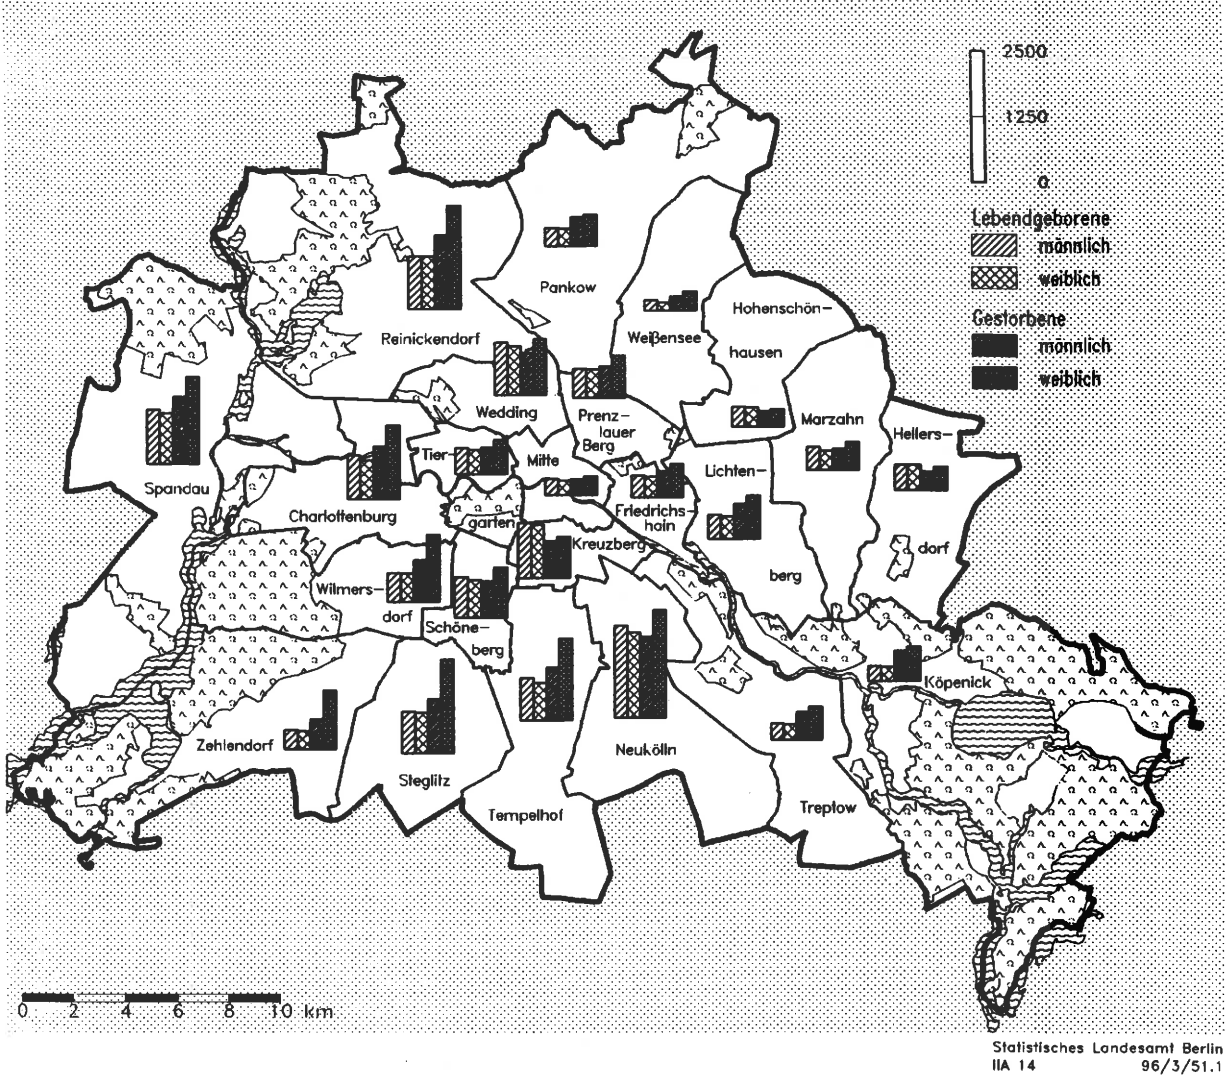 2500
1250
0
Lebendgeborene
männlich
weiblich
Gestorbene
männlich
weiblich
Pankow
Reinickendorf
Weißensee
Hohenschön-
hausen
Wedding
Prenz-
lauer
Berg
Marzahn
Hellers-
dorf
Spandau
Tier-
garten
Mitte
Lichten-
berg
Charlottenburg
Friedrichs-
hain
Kreuzberg
Wilmers-
dorf
Schöne-
berg
Köpenick
Zehlendorf
Steglitz
Tempelhof
Neukölln
Treptow
0 2 4 6 8 10 km
Statistisches Landesamt Berlin
IIA 14 96/3/51.1